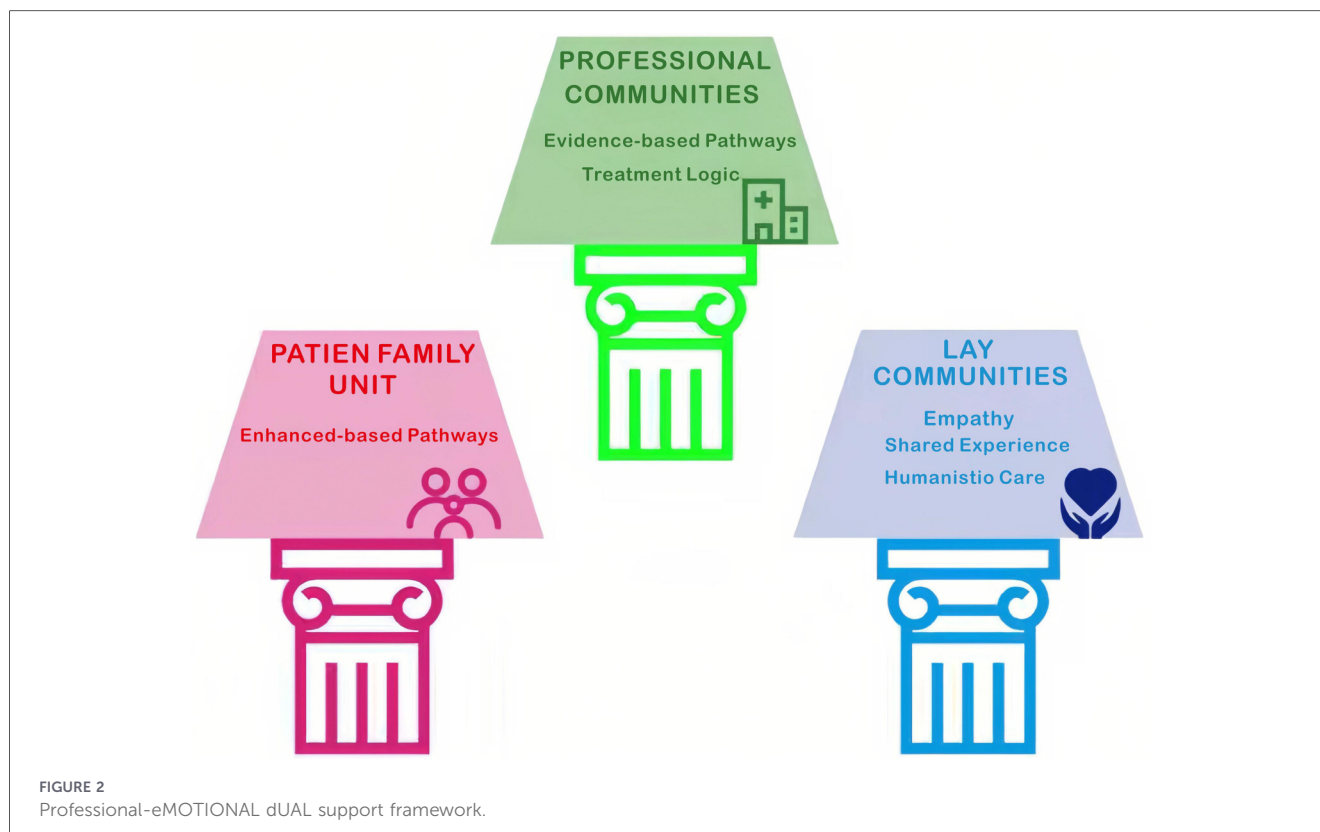 PROFESSIONAL
COMMUNITIES
Evidence-based Pathways
Treatment Logic
PATIEN FAMILY
UNIT
Enhanced-based Pathways
LAY
COMMUNITIES
Empathy
Shared Experience
Humanistio Care
FIGURE 2
Professional-eMOTIONAL dUAL support framework.